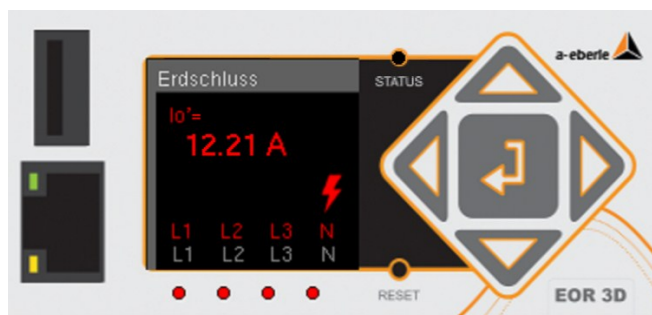 a-eberle
Erdschluss
STATUS
Io'=
12.21 A
L1 L2 L3 N
L1 L2 L3 N
RESET
EOR 3D